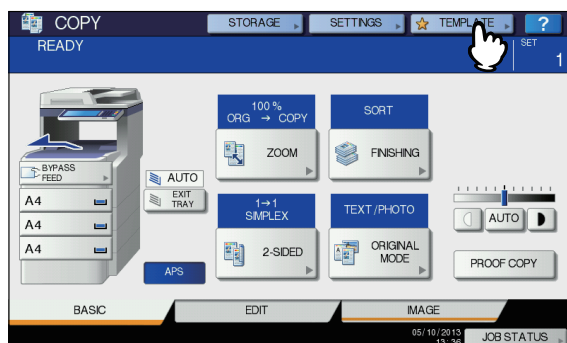 COPY
STORAGE
SETTINGS
TEMPLATE
?
READY
SET
1
100 %
ORG → COPY
ZOOM
SORT
FINISHING
BYPASS
FEED
A4
A4
A4
AUTO
EXIT
TRAY
APS
1→1
SIMPLEX
2-SIDED
TEXT/PHOTO
ORIGINAL
MODE
AUTO
PROOF COPY
BASIC
EDIT
IMAGE
05/10/2013
13:36
JOB STATUS